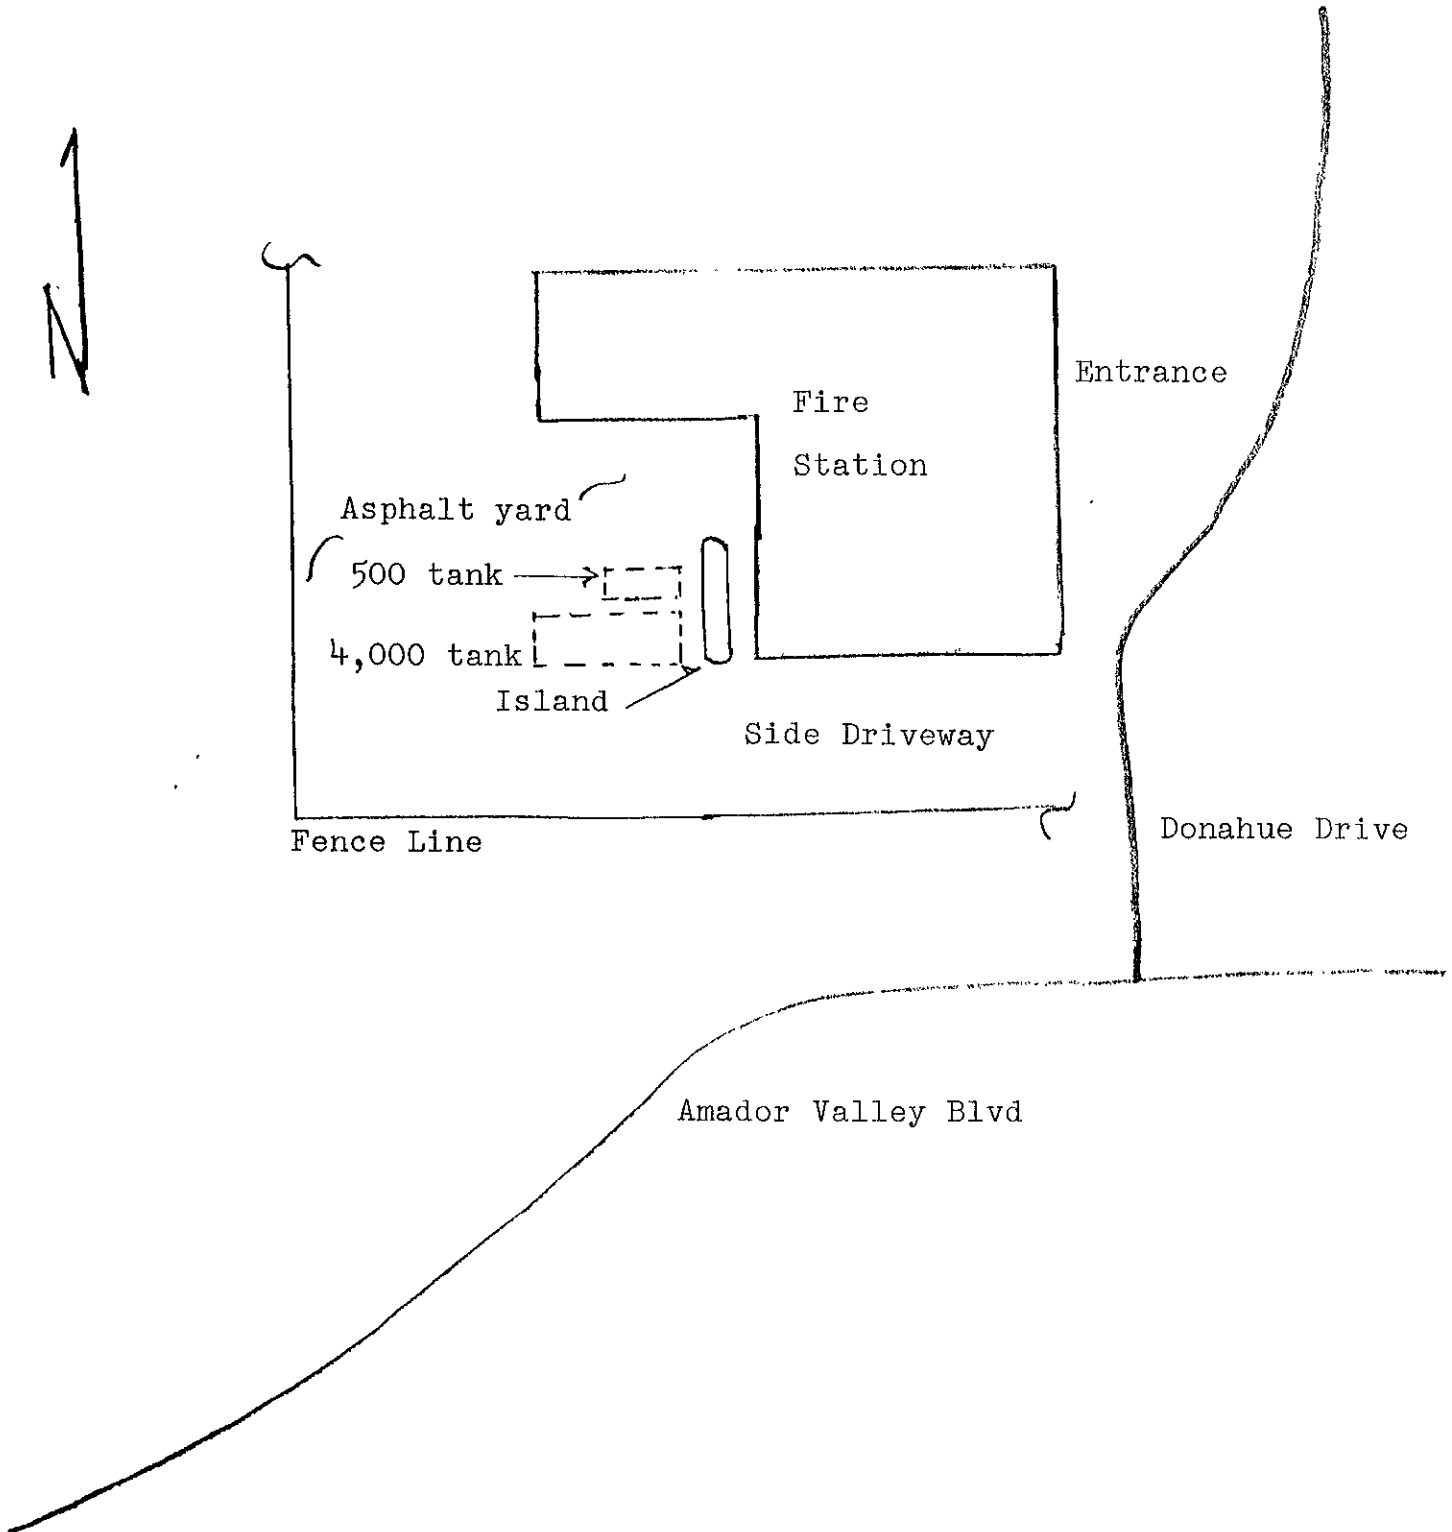 N
Entrance
Fire
Station
Asphalt yard
500 tank
4,000 tank
Island
Side Driveway
Fence Line
Donahue Drive
Amador Valley Blvd